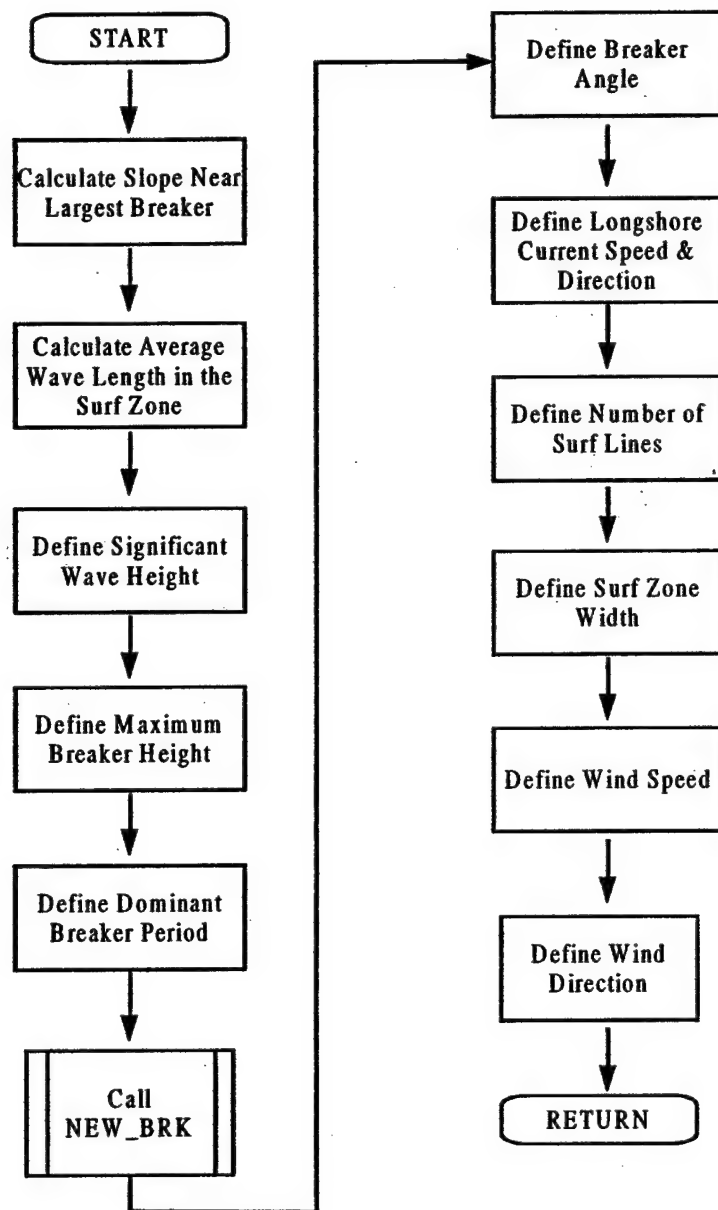 START
Calculate Slope Near
Largest Breaker
Calculate Average
Wave Length in the
Surf Zone
Define Significant
Wave Height
Define Maximum
Breaker Height
Define Dominant
Breaker Period
Call
NEW_BRK
Define Breaker
Angle
Define Longshore
Current Speed &
Direction
Define Number of
Surf Lines
Define Surf Zone
Width
Define Wind Speed
Define Wind
Direction
RETURN